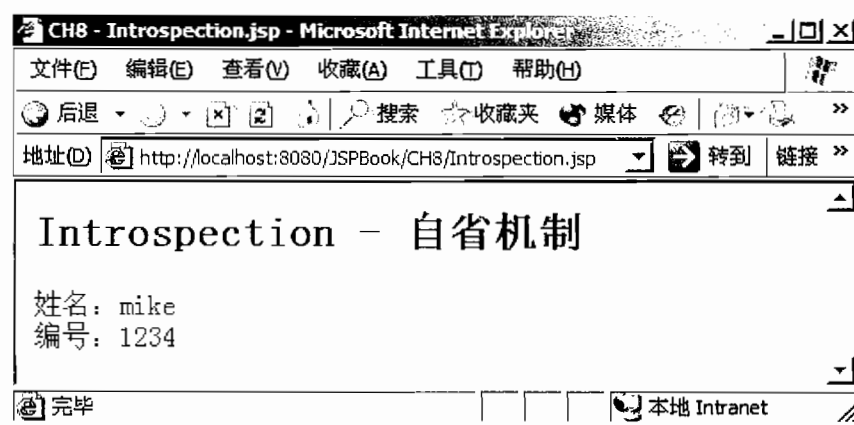 CH8 - Introspection.jsp - Microsoft Internet Explorer
文件(F) 编辑(E) 查看(V) 收藏(A) 工具(T) 帮助(H)
后退 搜索 收藏夹 媒体 »
地址(D) http://localhost:8080/JSPBook/CH8/Introspection.jsp 转到 链接 »
Introspection - 自省机制
姓名：mike
编号：1234
完毕 本地 Intranet